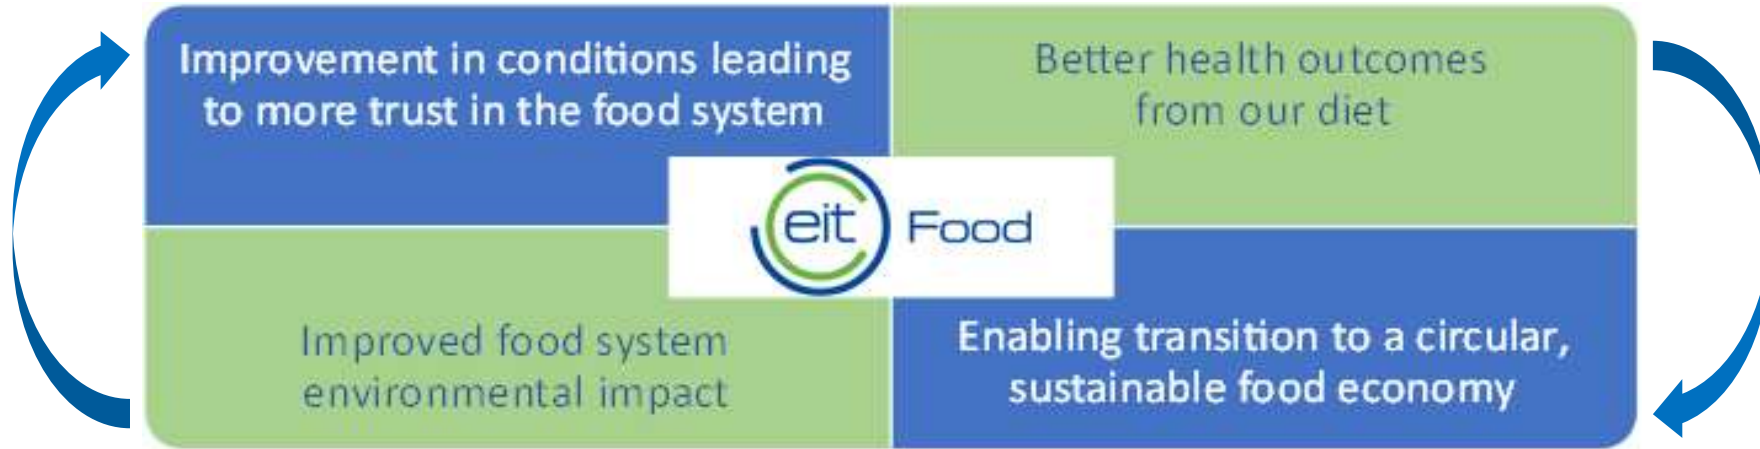 Improvement in conditions leading
to more trust in the food system
Better health outcomes
from our diet
eit Food
Improved food system
environmental impact
Enabling transition to a circular,
sustainable food economy